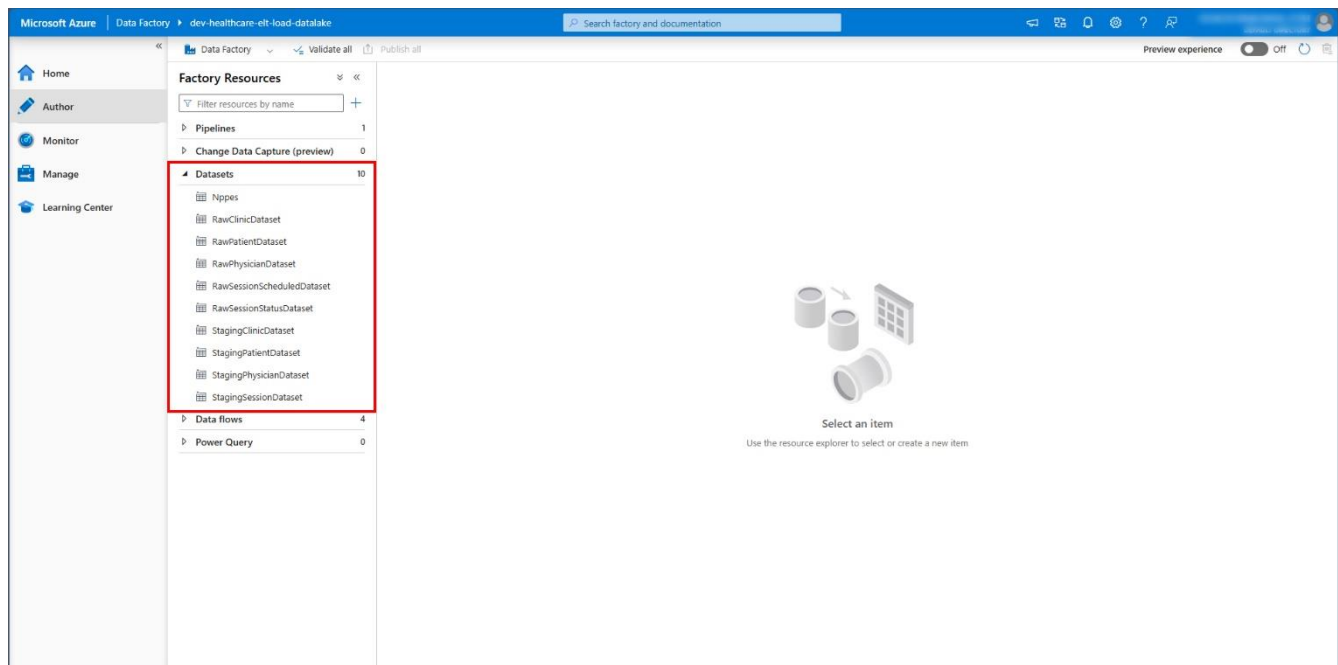 Microsoft Azure | Data Factory ▸ dev-healthcare-elt-load-datalake Search factory and documentation
Data Factory Validate all Publish all Preview experience Off
Home
Author
Monitor
Manage
Learning Center
Factory Resources
Filter resources by name
Pipelines 1
Change Data Capture (preview) 0
Datasets 10
Nppes
RawClinicDataset
RawPatientDataset
RawPhysicianDataset
RawSessionScheduledDataset
RawSessionStatusDataset
StagingClinicDataset
StagingPatientDataset
StagingPhysicianDataset
StagingSessionDataset
Data flows 4
Power Query 0
Select an item
Use the resource explorer to select or create a new item